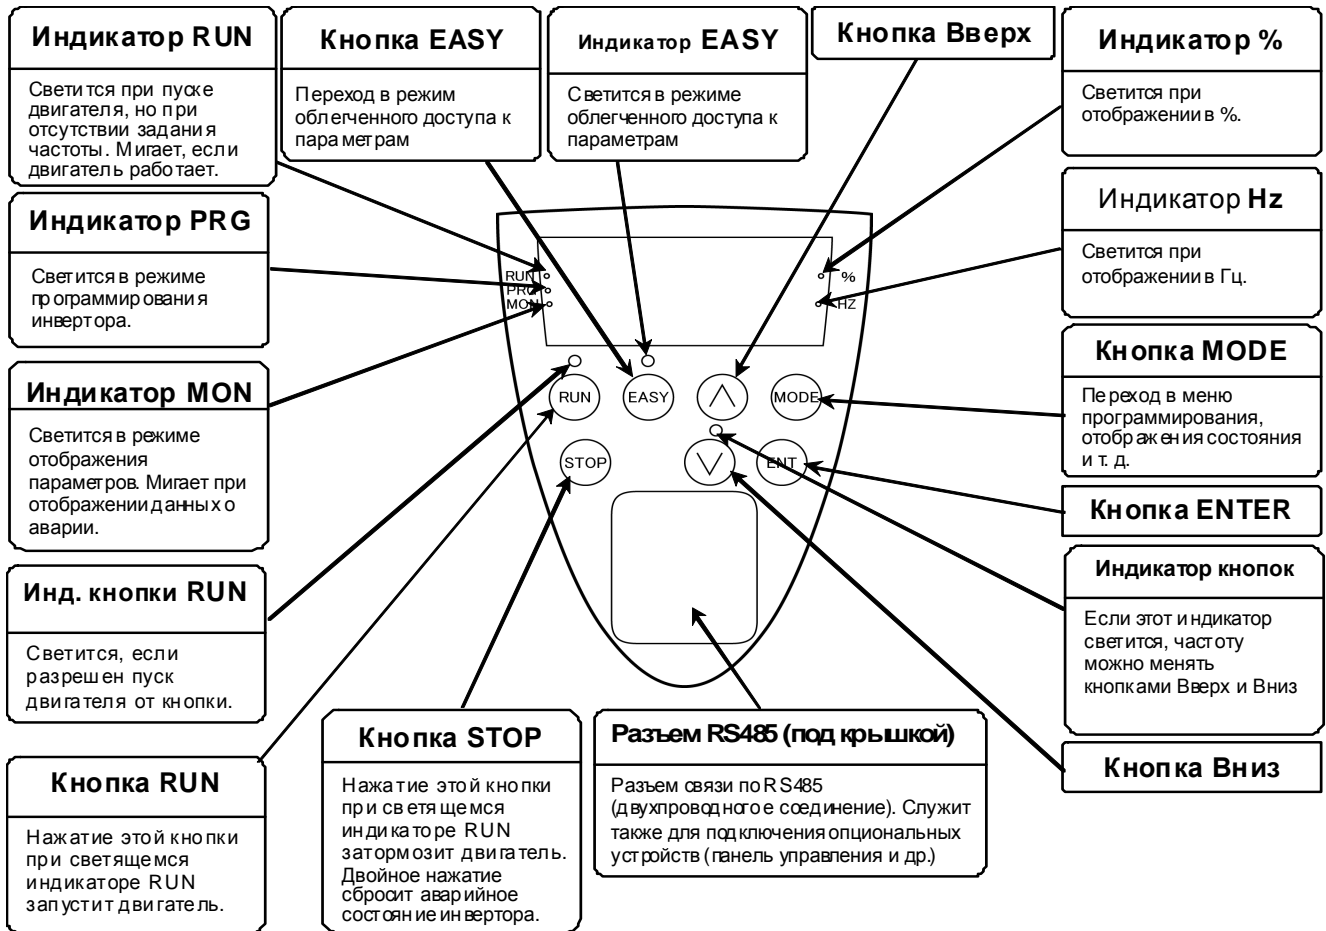 Индикатор RUN
Светится при пуске
двигателя, но при
отсутствии задания
частоты. Мигает, если
двигатель работает.
Кнопка EASY
Переход в режим
облегченного доступа к
параметрам
Индикатор EASY
Светится в режиме
облегченного доступа к
параметрам
Кнопка Вверх
Индикатор %
Светится при
отображении в %.
Индикатор PRG
Светится в режиме
программирования
инвертора.
Индикатор Hz
Светится при
отображении в Гц.
RUN
PRG
MON
%
HZ
Индикатор MON
Светится в режиме
отображения
параметров. Мигает при
отображении данных о
аварии.
Кнопка MODE
Переход в меню
программирования,
отображения состояния
и т. д.
RUN
EASY
MODE
STOP
ENT
Кнопка ENTER
Инд. кнопки RUN
Светится, если
разрешен пуск
двигателя от кнопки.
Индикатор кнопок
Если этот индикатор
светится, частоту
можно менять
кнопками Вверх и Вниз
Кнопка RUN
Нажатие этой кнопки
при светящемся
индикаторе RUN
запустит двигатель.
Кнопка STOP
Нажатие этой кнопки
при светящемся
индикаторе RUN
затормозит двигатель.
Двойное нажатие
сбросит аварийное
состояние инвертора.
Разъем RS485 (под крышкой)
Разъем связи по RS485
(двухпроводного е соединение). Служит
также для подключения опциональных
устройств (панель управления и др.)
Кнопка Вниз